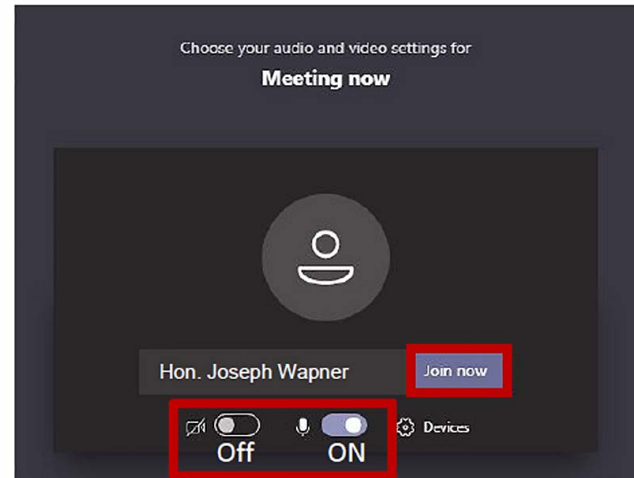 Choose your audio and video settings for
Meeting now
Hon. Joseph Wapner
Join now
Devices
Off
ON